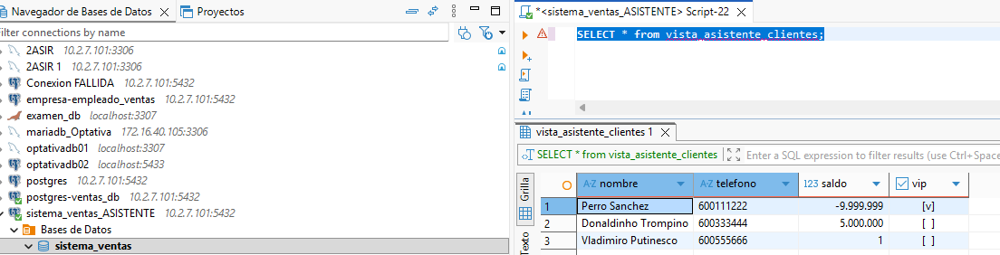 Navegador de Bases de Datos
Proyectos
Filter connections by name
2ASIR 10.2.7.101:3306
2ASIR 1 10.2.7.101:3306
Conexion FALLIDA 10.2.7.101:5432
empresa-empleado_ventas 10.2.7.101:5432
examen_db localhost:3307
mariadb_Optativa 172.16.40.105:3306
optativadb01 localhost:3307
optativadb02 localhost:5433
postgres 10.2.7.101:5432
postgres-ventas_db 10.2.7.101:5432
sistema_ventas_ASISTENTE 10.2.7.101:5432
Bases de Datos
sistema_ventas
*<sistema_ventas_ASISTENTE> Script-22
SELECT * from vista_asistente_clientes;
vista_asistente_clientes 1
SELECT * from vista_asistente_clientes
Enter a SQL expression to filter results (use Ctrl+Space
Grilla
Texto
A-Z nombre A-Z telefono 123 saldo vip
1 Perro Sanchez 600111222 -9.999.999 [v]
2 Donaldinho Trompino 600333444 5.000.000 [ ]
3 Vladimiro Putinesco 600555666 1 [ ]